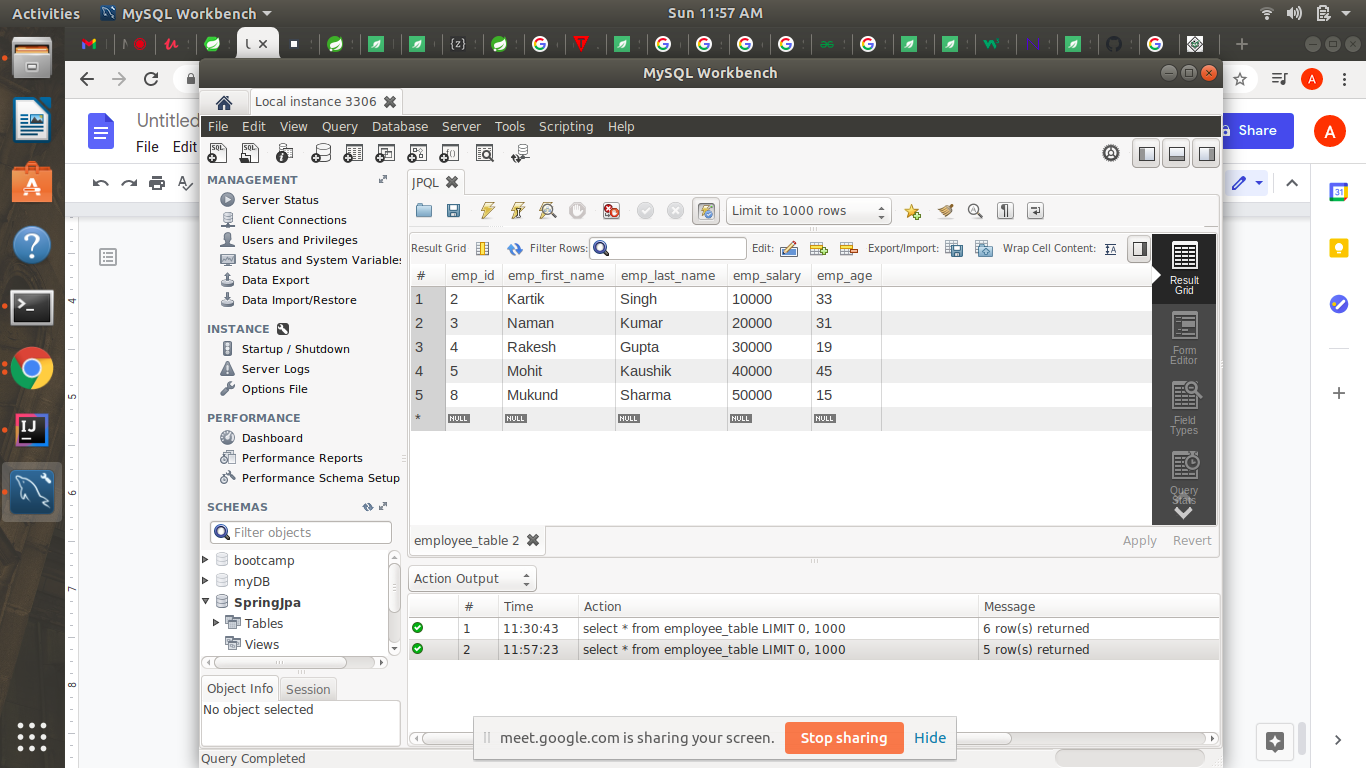 Activities MySQL Workbench Sun 11:57 AM
MySQL Workbench
Local instance 3306
Untitled
File Edit
Share
A
A
File Edit View Query Database Server Tools Scripting Help
MANAGEMENT
Server Status
Client Connections
Users and Privileges
Status and System Variables
Data Export
Data Import/Restore
INSTANCE
Startup / Shutdown
Server Logs
Options File
PERFORMANCE
Dashboard
Performance Reports
Performance Schema Setup
SCHEMAS
Filter objects
bootcamp
myDB
SpringJpa
Tables
Views
Object Info Session
No object selected
Query Completed
JPQL
Limit to 1000 rows
Result Grid Filter Rows: Edit: Export/Import: Wrap Cell Content:
# emp_id emp_first_name emp_last_name emp_salary emp_age
1 2 Kartik Singh 10000 33
2 3 Naman Kumar 20000 31
3 4 Rakesh Gupta 30000 19
4 5 Mohit Kaushik 40000 45
5 8 Mukund Sharma 50000 15
* NULL NULL NULL NULL NULL
Result Grid
Form Editor
Field Types
Query Stats
employee_table 2 Apply Revert
Action Output
# Time Action Message
1 11:30:43 select * from employee_table LIMIT 0, 1000 6 row(s) returned
2 11:57:23 select * from employee_table LIMIT 0, 1000 5 row(s) returned
meet.google.com is sharing your screen. Stop sharing Hide
4
5
6
7
8
31